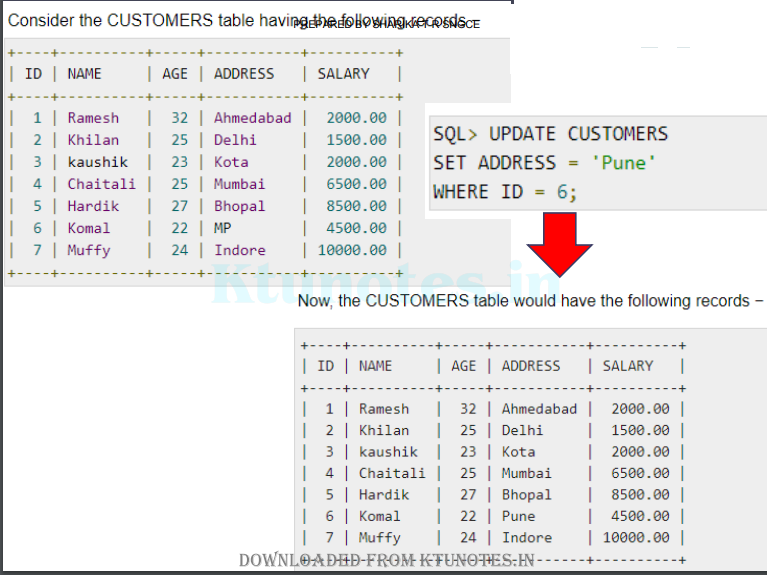 Consider the CUSTOMERS table having the following records −
PREPARED BY SHARIKA T R SNGCE
+----+----------+-----+-----------+----------+
| ID | NAME     | AGE | ADDRESS   | SALARY   |
+----+----------+-----+-----------+----------+
|  1 | Ramesh   |  32 | Ahmedabad |  2000.00 |
|  2 | Khilan   |  25 | Delhi     |  1500.00 |
|  3 | kaushik  |  23 | Kota      |  2000.00 |
|  4 | Chaitali |  25 | Mumbai    |  6500.00 |
|  5 | Hardik   |  27 | Bhopal    |  8500.00 |
|  6 | Komal    |  22 | MP        |  4500.00 |
|  7 | Muffy    |  24 | Indore    | 10000.00 |
+----+----------+-----+-----------+----------+
SQL> UPDATE CUSTOMERS
SET ADDRESS = 'Pune'
WHERE ID = 6;
Ktunotes.in
Now, the CUSTOMERS table would have the following records −
+----+----------+-----+-----------+----------+
| ID | NAME     | AGE | ADDRESS   | SALARY   |
+----+----------+-----+-----------+----------+
|  1 | Ramesh   |  32 | Ahmedabad |  2000.00 |
|  2 | Khilan   |  25 | Delhi     |  1500.00 |
|  3 | kaushik  |  23 | Kota      |  2000.00 |
|  4 | Chaitali |  25 | Mumbai    |  6500.00 |
|  5 | Hardik   |  27 | Bhopal    |  8500.00 |
|  6 | Komal    |  22 | Pune      |  4500.00 |
|  7 | Muffy    |  24 | Indore    | 10000.00 |
+----+----------+-----+-----------+----------+
DOWNLOADED FROM KTUNOTES.IN